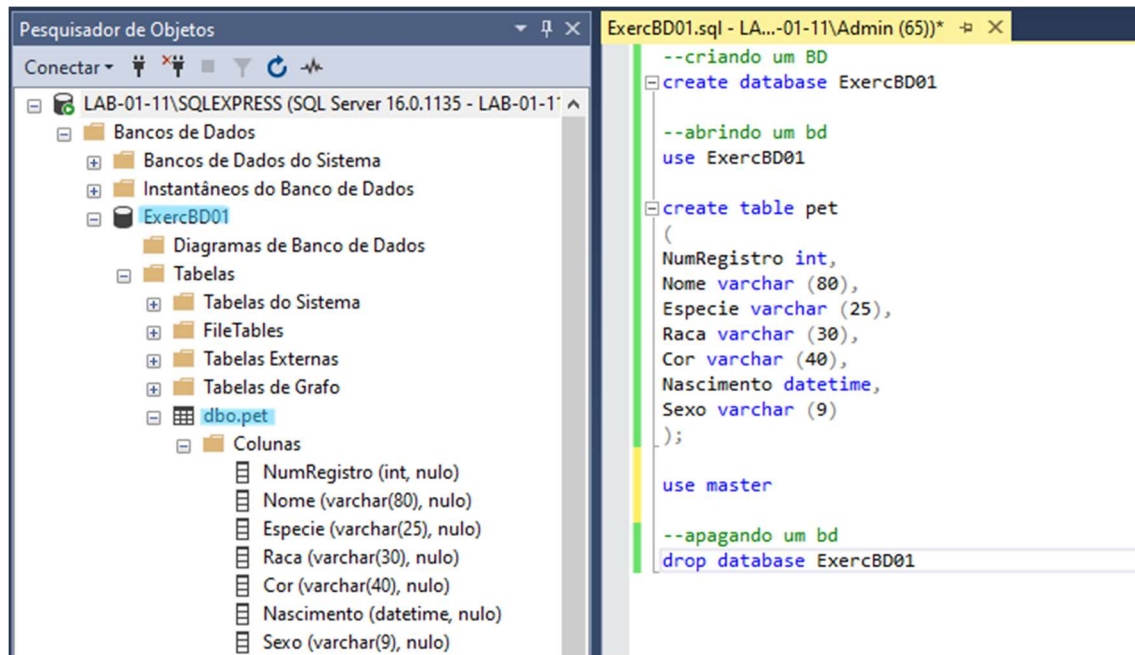 Pesquisador de Objetos
Conectar
LAB-01-11\SQLEXPRESS (SQL Server 16.0.1135 - LAB-01-1
Bancos de Dados
Bancos de Dados do Sistema
Instantâneos do Banco de Dados
ExercBD01
Diagramas de Banco de Dados
Tabelas
Tabelas do Sistema
FileTables
Tabelas Externas
Tabelas de Grafo
dbo.pet
Colunas
NumRegistro (int, nulo)
Nome (varchar(80), nulo)
Especie (varchar(25), nulo)
Raca (varchar(30), nulo)
Cor (varchar(40), nulo)
Nascimento (datetime, nulo)
Sexo (varchar(9), nulo)
ExercBD01.sql - LA...-01-11\Admin (65))*
--criando um BD
create database ExercBD01
--abrindo um bd
use ExercBD01
create table pet
(
NumRegistro int,
Nome varchar (80),
Especie varchar (25),
Raca varchar (30),
Cor varchar (40),
Nascimento datetime,
Sexo varchar (9)
);
use master
--apagando um bd
drop database ExercBD01